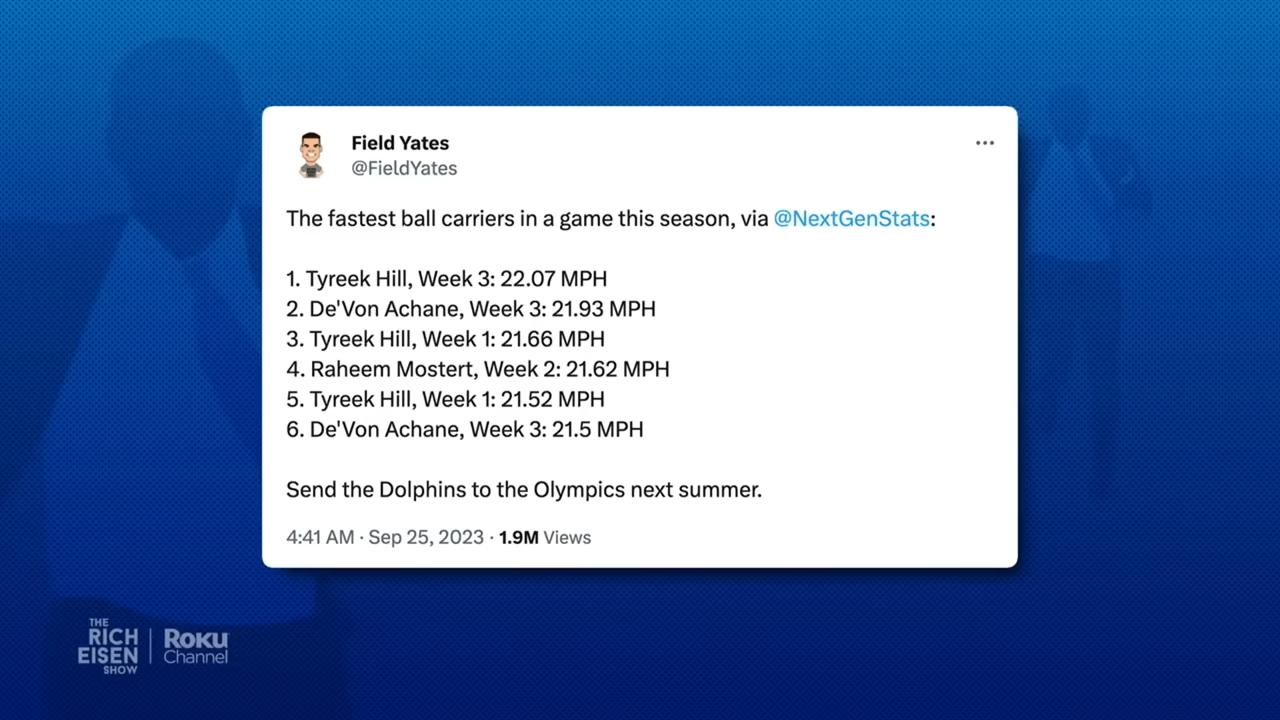 Field Yates
@FieldYates
The fastest ball carriers in a game this season, via @NextGenStats:
1. Tyreek Hill, Week 3: 22.07 MPH
2. De'Von Achane, Week 3: 21.93 MPH
3. Tyreek Hill, Week 1: 21.66 MPH
4. Raheem Mostert, Week 2: 21.62 MPH
5. Tyreek Hill, Week 1: 21.52 MPH
6. De'Von Achane, Week 3: 21.5 MPH
Send the Dolphins to the Olympics next summer.
4:41 AM · Sep 25, 2023 · 1.9M Views
THE
RICH
EISEN
SHOW
Roku
Channel